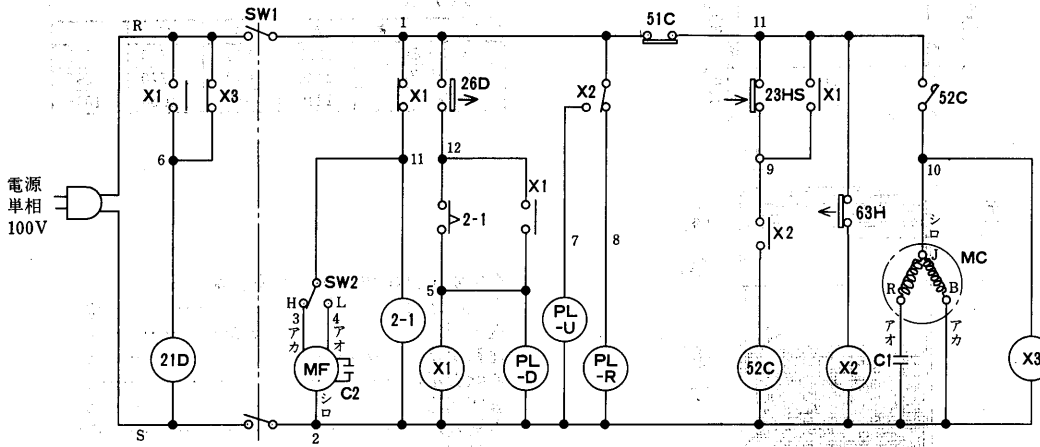 SW1
R
1
51C
11
X1
X3
X1
26D
X2
23HS
X1
52C
6
11
12
9
10
電源
単相
100V
2-1
X1
7
8
X2
63H
シロ
J
MC
SW2
H
L
3
4
アカ
アオ
5
R
B
アオ
アカ
21D
MF
C2
シロ
2-1
X1
PL
-D
PL
-U
PL
-R
52C
X2
C1
X3
S
2